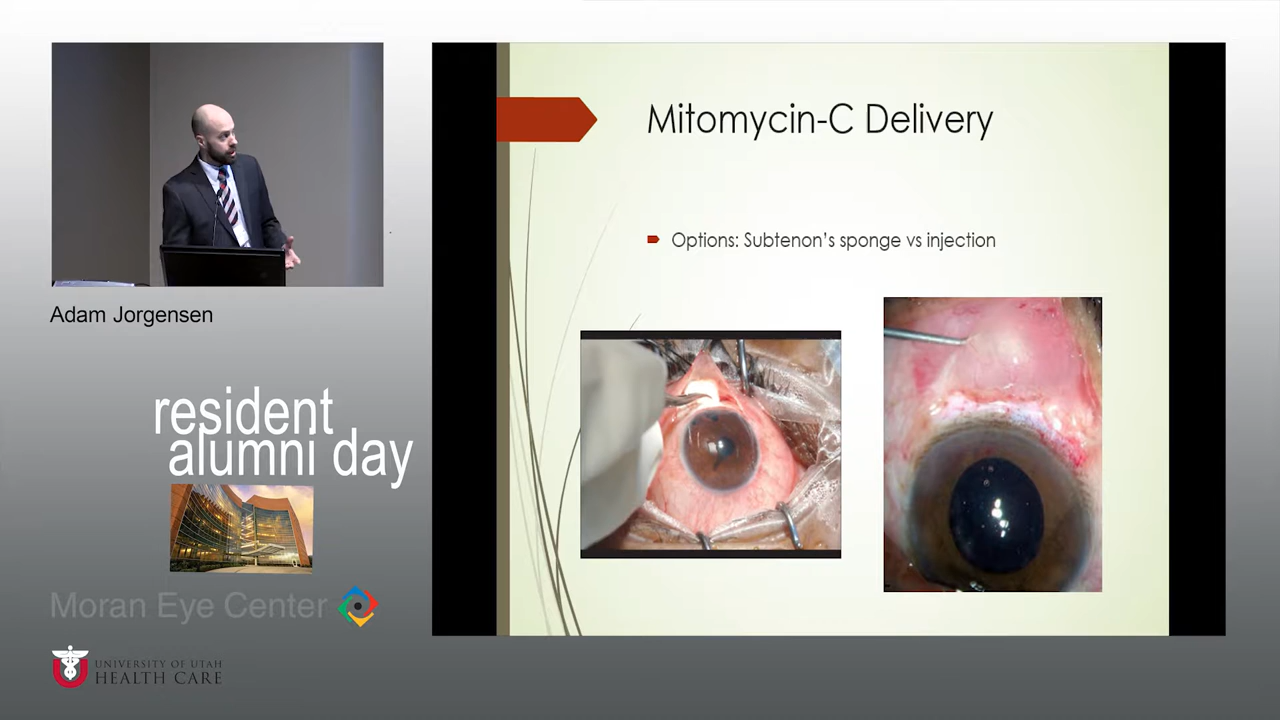 Mitomycin-C Delivery
Options: Subtenon's sponge vs injection
Adam Jorgensen
resident
alumni day
Moran Eye Center
UNIVERSITY OF UTAH
HEALTH CARE